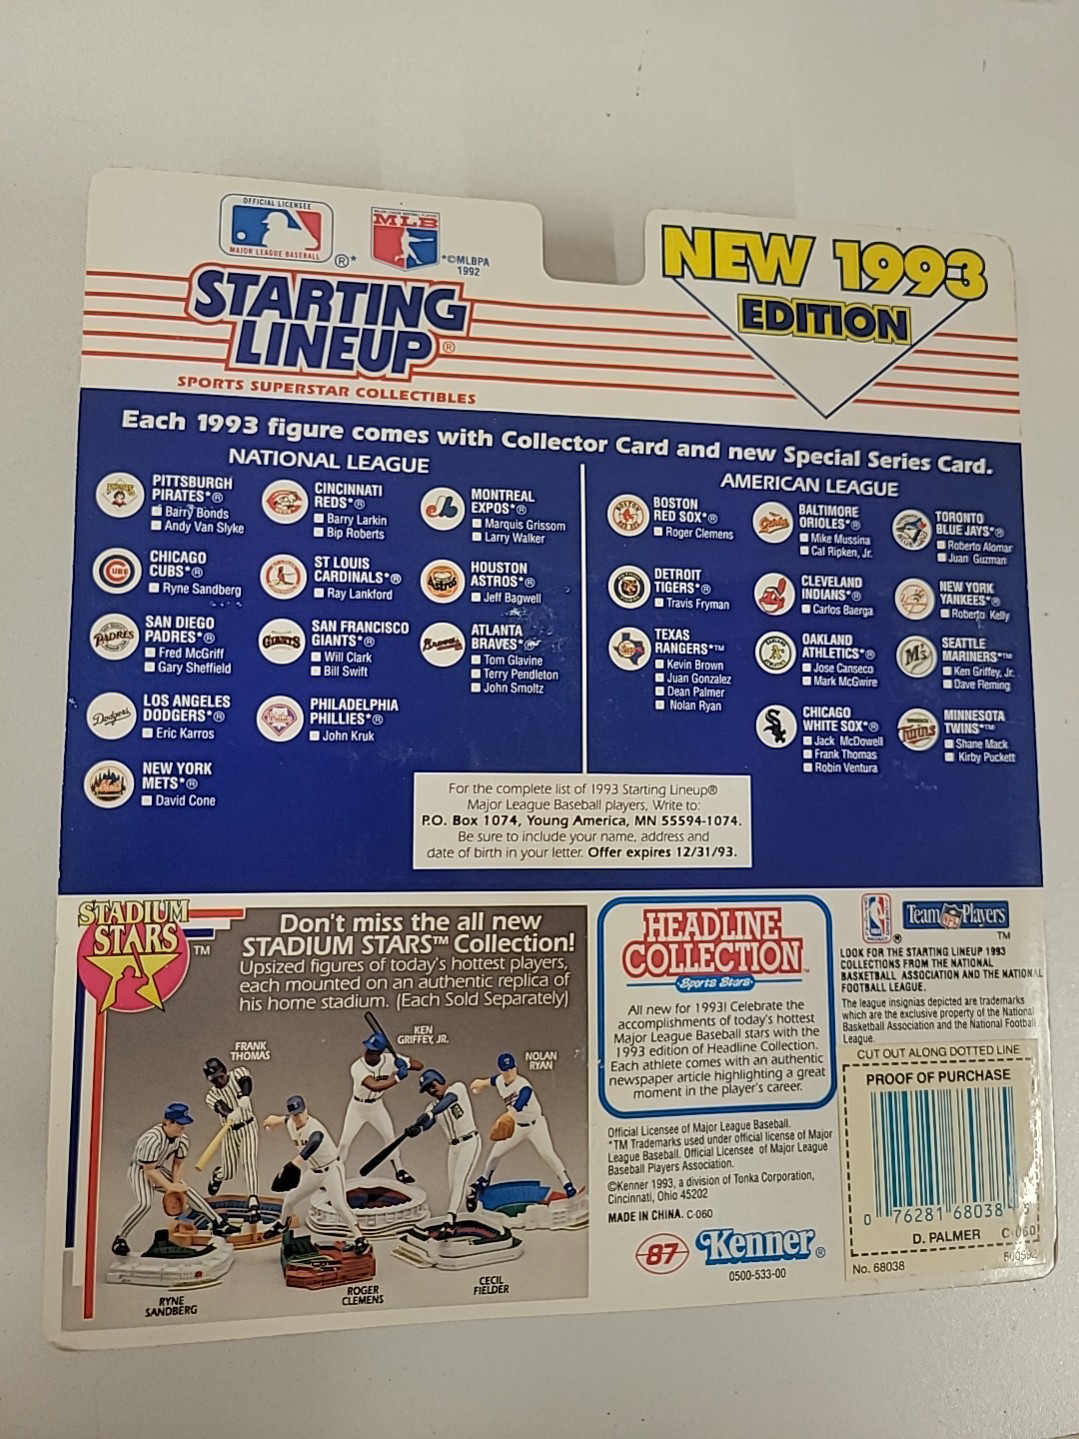 OFFICIAL LICENSEE
MAJOR LEAGUE BASEBALL
®*
MLB
*©MLBPA
1992
STARTING
LINEUP®
SPORTS SUPERSTAR COLLECTIBLES
NEW 1993
EDITION
Each 1993 figure comes with Collector Card and new Special Series Card.
NATIONAL LEAGUE
PITTSBURGH
PIRATES*®
Barry Bonds
Andy Van Slyke
CHICAGO
CUBS*®
Ryne Sandberg
SAN DIEGO
PADRES*®
Fred McGriff
Gary Sheffield
LOS ANGELES
DODGERS*®
Eric Karros
NEW YORK
METS*®
David Cone
CINCINNATI
REDS*®
Barry Larkin
Bip Roberts
ST LOUIS
CARDINALS*®
Ray Lankford
SAN FRANCISCO
GIANTS*®
Will Clark
Bill Swift
PHILADELPHIA
PHILLIES*®
John Kruk
MONTREAL
EXPOS*®
Marquis Grissom
Larry Walker
HOUSTON
ASTROS*®
Jeff Bagwell
ATLANTA
BRAVES*®
Tom Glavine
Terry Pendleton
John Smoltz
AMERICAN LEAGUE
BOSTON
RED SOX*®
Roger Clemens
DETROIT
TIGERS*®
Travis Fryman
TEXAS
RANGERS*™
Kevin Brown
Juan Gonzalez
Dean Palmer
Nolan Ryan
BALTIMORE
ORIOLES*®
Mike Mussina
Cal Ripken, Jr.
CLEVELAND
INDIANS*®
Carlos Baerga
OAKLAND
ATHLETICS*®
Jose Canseco
Mark McGwire
CHICAGO
WHITE SOX*®
Jack McDowell
Frank Thomas
Robin Ventura
TORONTO
BLUE JAYS*®
Roberto Alomar
Juan Guzman
NEW YORK
YANKEES*®
Roberto Kelly
SEATTLE
MARINERS*™
Ken Griffey, Jr.
Dave Fleming
MINNESOTA
TWINS*™
Shane Mack
Kirby Puckett
For the complete list of 1993 Starting Lineup®
Major League Baseball players, Write to:
P.O. Box 1074, Young America, MN 55594-1074.
Be sure to include your name, address and
date of birth in your letter. Offer expires 12/31/93.
STADIUM
STARS
™
Don't miss the all new
STADIUM STARS™ Collection!
Upsized figures of today's hottest players,
each mounted on an authentic replica of
his home stadium. (Each Sold Separately)
FRANK
THOMAS
KEN
GRIFFEY, JR.
NOLAN
RYAN
RYNE
SANDBERG
ROGER
CLEMENS
CECIL
FIELDER
HEADLINE
COLLECTION™
Sports Stars
All new for 1993! Celebrate the
accomplishments of today's hottest
Major League Baseball stars with the
1993 edition of Headline Collection.
Each athlete comes with an authentic
newspaper article highlighting a great
moment in the player's career.
Official Licensee of Major League Baseball.
*TM Trademarks used under official license of Major
League Baseball. Official Licensee of Major League
Baseball Players Association.
©Kenner 1993, a division of Tonka Corporation,
Cincinnati, Ohio 45202
MADE IN CHINA. C-060
87
Kenner®
0500-533-00
NBA
®
Team NFL Players
™
LOOK FOR THE STARTING LINEUP 1993
COLLECTIONS FROM THE NATIONAL
BASKETBALL ASSOCIATION AND THE NATIONAL
FOOTBALL LEAGUE.
The league insignias depicted are trademarks
which are the exclusive property of the National
Basketball Association and the National Football
League.
CUT OUT ALONG DOTTED LINE
PROOF OF PURCHASE
0 76281 68038 5
D. PALMER C-060
No. 68038